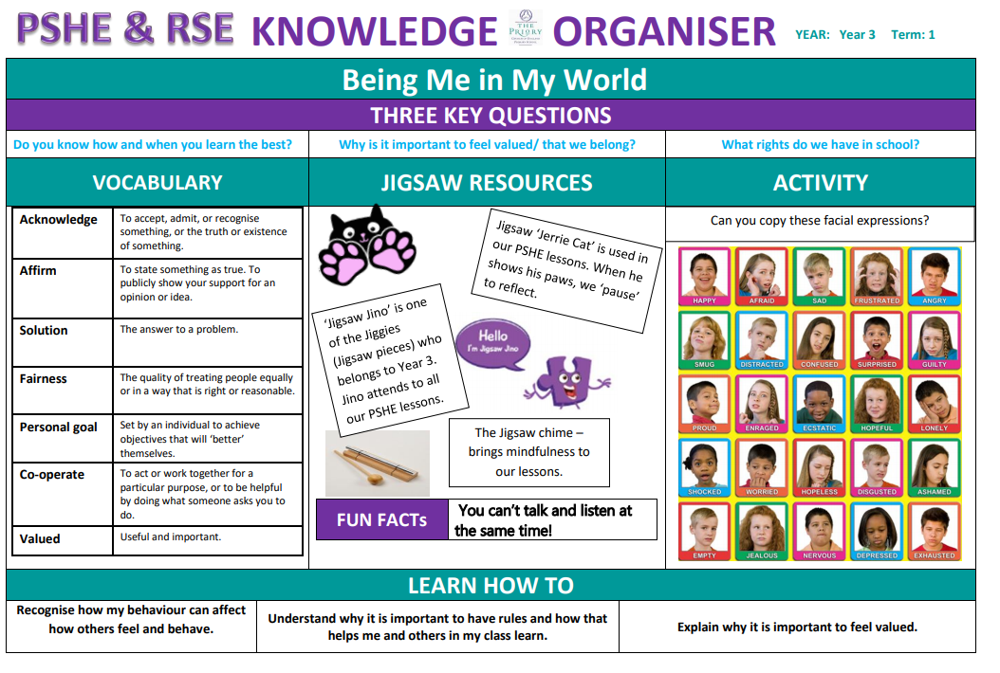 PSHE & RSE KNOWLEDGE THE PRIORY ORGANISER YEAR: Year 3 Term: 1
Being Me in My World
THREE KEY QUESTIONS
Do you know how and when you learn the best?
Why is it important to feel valued/ that we belong?
What rights do we have in school?
VOCABULARY
Acknowledge
To accept, admit, or recognise
something, or the truth or existence
of something.
Affirm
To state something as true. To
publicly show your support for an
opinion or idea.
Solution
The answer to a problem.
Fairness
The quality of treating people equally
or in a way that is right or reasonable.
Personal goal
Set by an individual to achieve
objectives that will ‘better’
themselves.
Co-operate
To act or work together for a
particular purpose, or to be helpful
by doing what someone asks you to
do.
Valued
Useful and important.
JIGSAW RESOURCES
Jigsaw ‘Jerrie Cat’ is used in
our PSHE lessons. When he
shows his paws, we ‘pause’
to reflect.
‘Jigsaw Jino’ is one
of the Jiggies
(Jigsaw pieces) who
belongs to Year 3.
Jino attends to all
our PSHE lessons.
Hello
I'm Jigsaw Jino
The Jigsaw chime –
brings mindfulness to
our lessons.
FUN FACTs
You can’t talk and listen at
the same time!
ACTIVITY
Can you copy these facial expressions?
HAPPY AFRAID SAD FRUSTRATED ANGRY
SMUG DISTRACTED CONFUSED SURPRISED GUILTY
PROUD ENRAGED ECSTATIC HOPEFUL LONELY
SHOCKED WORRIED HOPELESS DISGUSTED ASHAMED
EMPTY JEALOUS NERVOUS DEPRESSED EXHAUSTED
LEARN HOW TO
Recognise how my behaviour can affect
how others feel and behave.
Understand why it is important to have rules and how that
helps me and others in my class learn.
Explain why it is important to feel valued.